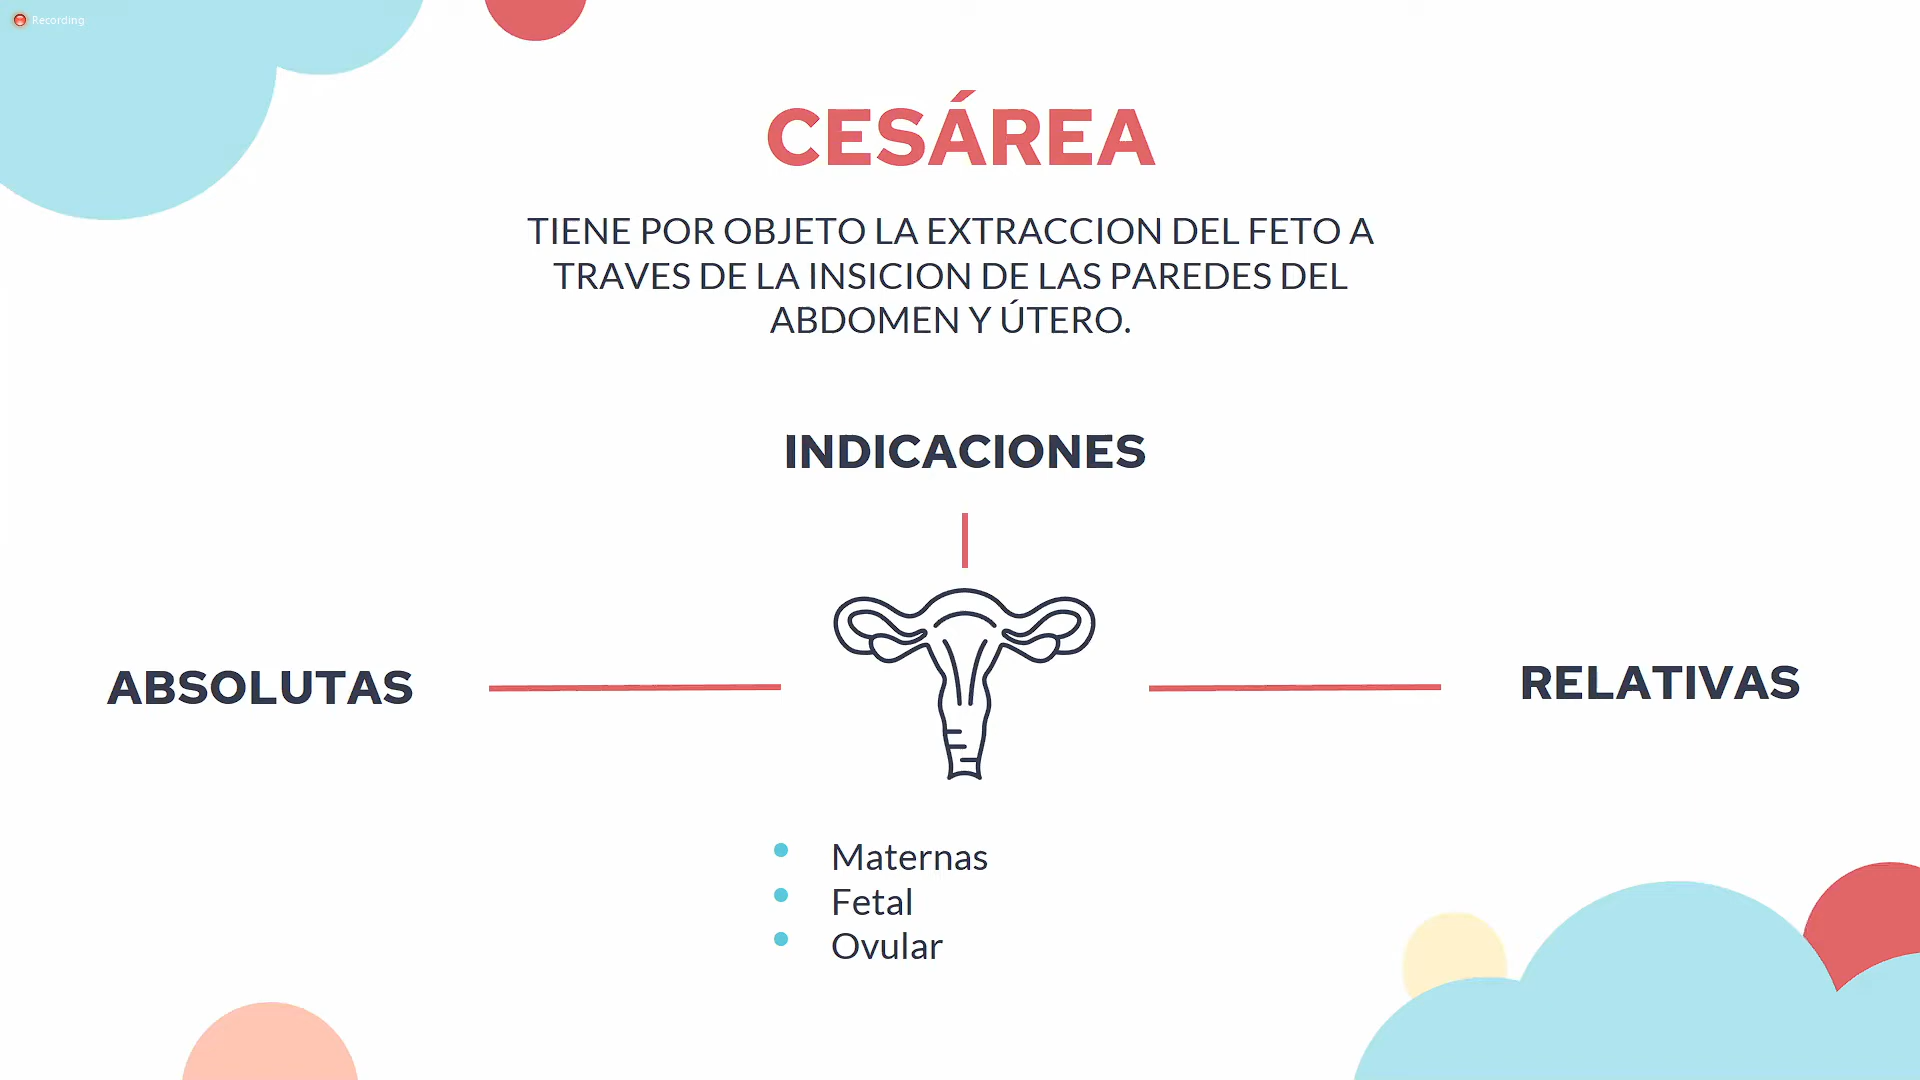 Recording
CESÁREA
TIENE POR OBJETO LA EXTRACCION DEL FETO A
TRAVES DE LA INSICION DE LAS PAREDES DEL
ABDOMEN Y ÚTERO.
INDICACIONES
ABSOLUTAS
RELATIVAS
Maternas
Fetal
Ovular